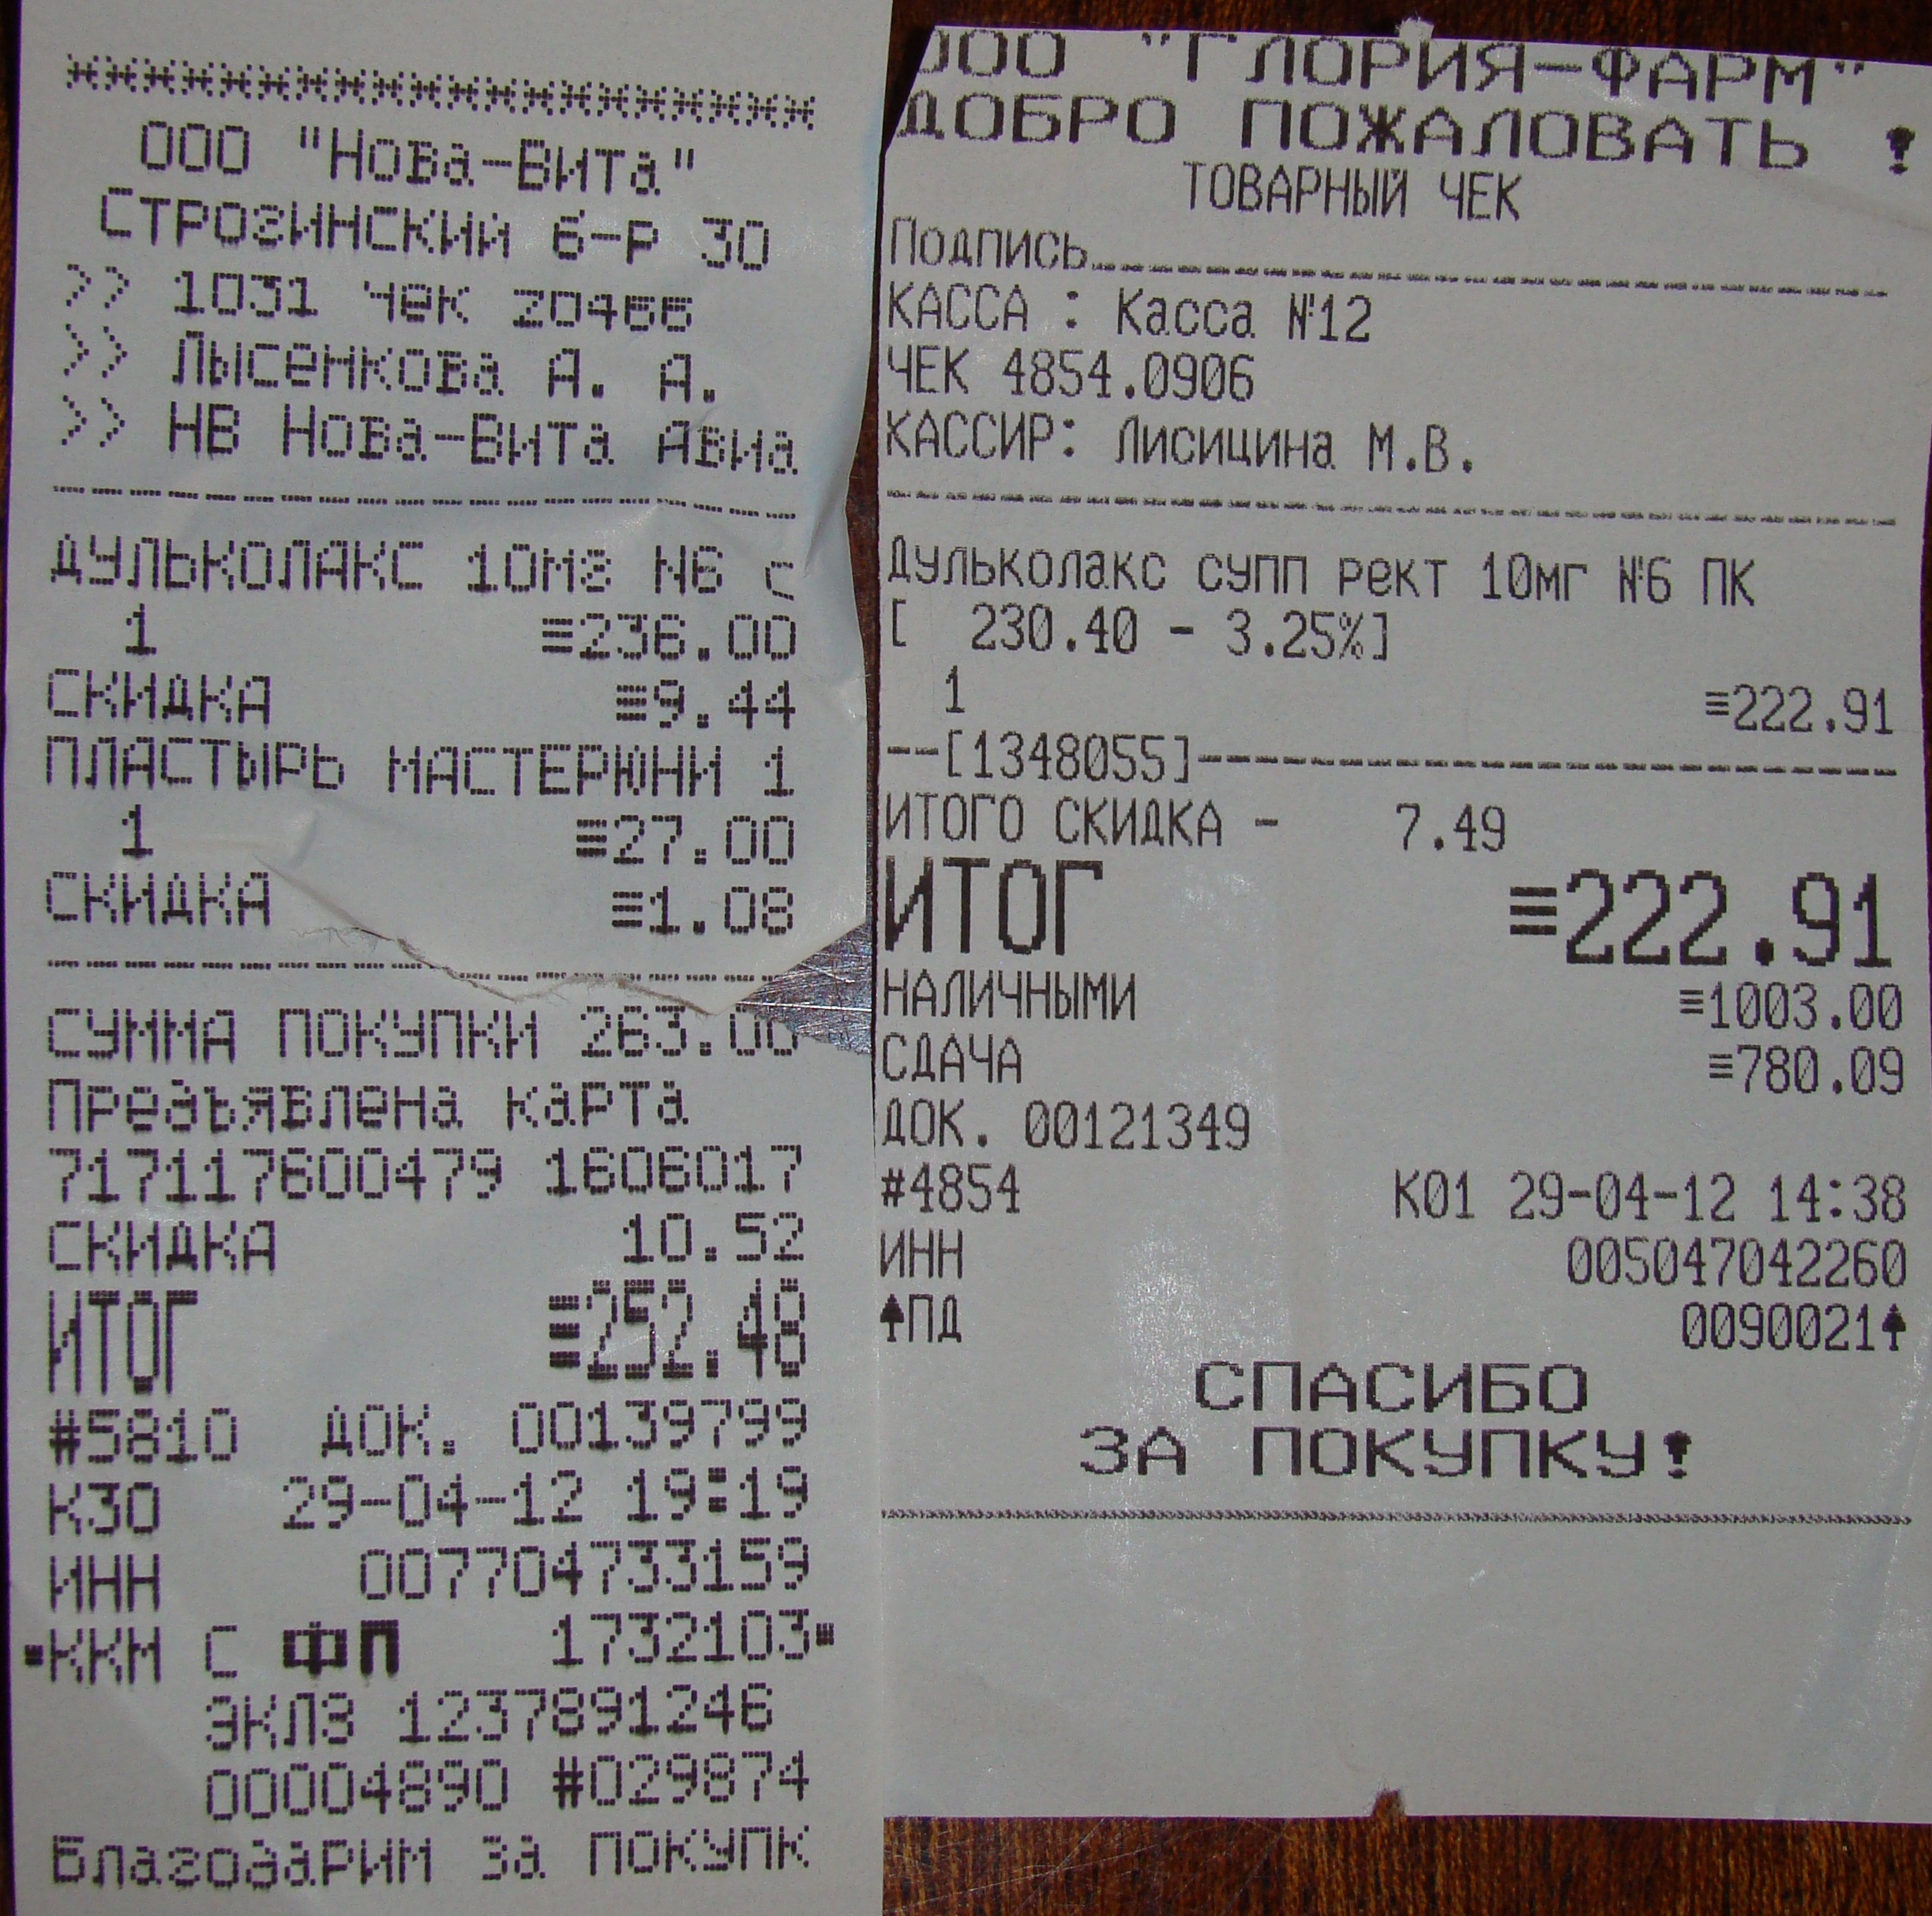 ООО "Нова-Вита"
Строгинский б-р 30
>> 1031 Чек z0466
>> Лысенкова А. А.
>> НВ Нова-Вита Авиа
ДУЛЬКОЛАКС 10мг N6 с
1 ≡236.00
СКИДКА ≡9.44
ПЛАСТЫРЬ МАСТЕРЮНИ 1
1 ≡27.00
СКИДКА ≡1.08
СУММА ПОКУПКИ 263.00
Предъявлена карта
717117600479 1606017
СКИДКА 10.52
ИТОГ ≡252.48
#5810 ДОК. 00139799
К30 29-04-12 19:19
ИНН 007704733159
ККМ С ФП 1732103
ЭКЛЗ 1237891246
00004890 #029874
Благодарим за ПОКУПК
ООО "ГЛОРИЯ-ФАРМ"
ДОБРО ПОЖАЛОВАТЬ !
ТОВАРНЫЙ ЧЕК
Подпись
КАССА : Касса №12
ЧЕК 4854.0906
КАССИР: Лисицина М.В.
Дульколакс супп рект 10мг №6 ПК
[ 230.40 - 3.25%]
1 ≡222.91
--[1348055]--
ИТОГО СКИДКА - 7.49
ИТОГ ≡222.91
НАЛИЧНЫМИ ≡1003.00
СДАЧА ≡780.09
ДОК. 00121349
#4854 К01 29-04-12 14:38
ИНН 005047042260
ПД 0090021
СПАСИБО
ЗА ПОКУПКУ!